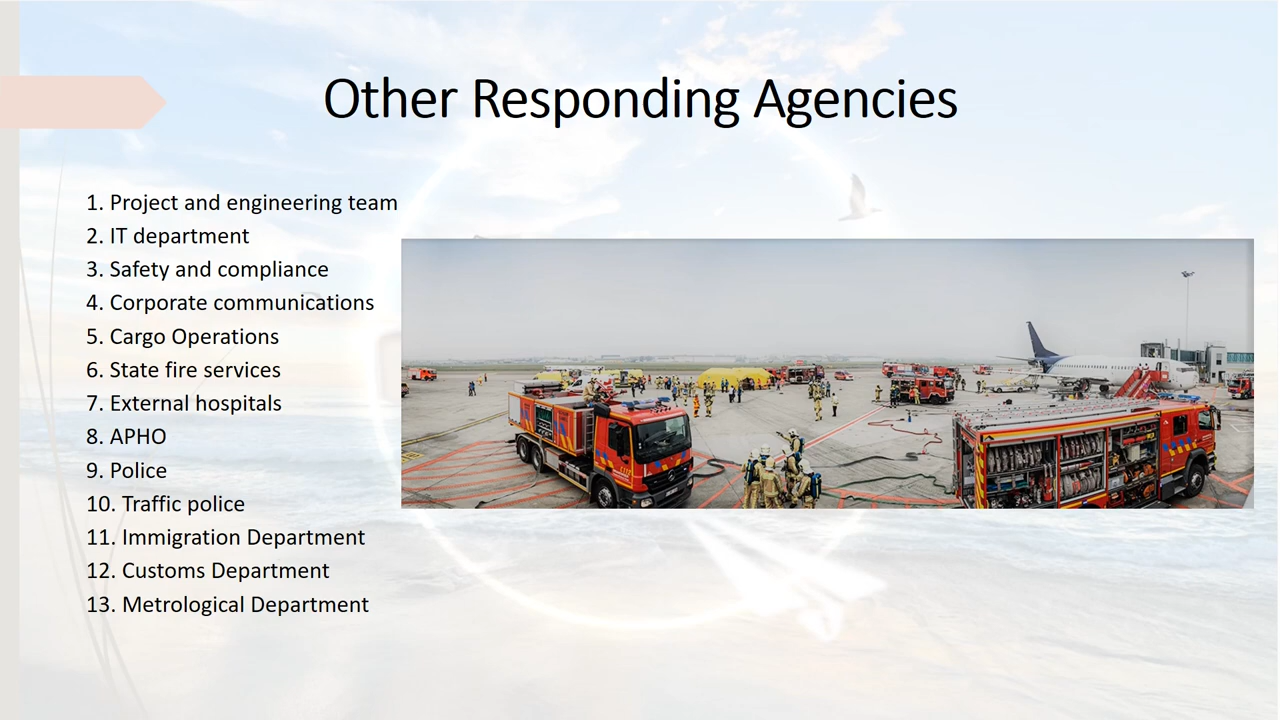 Other Responding Agencies
1. Project and engineering team
2. IT department
3. Safety and compliance
4. Corporate communications
5. Cargo Operations
6. State fire services
7. External hospitals
8. APHO
9. Police
10. Traffic police
11. Immigration Department
12. Customs Department
13. Metrological Department